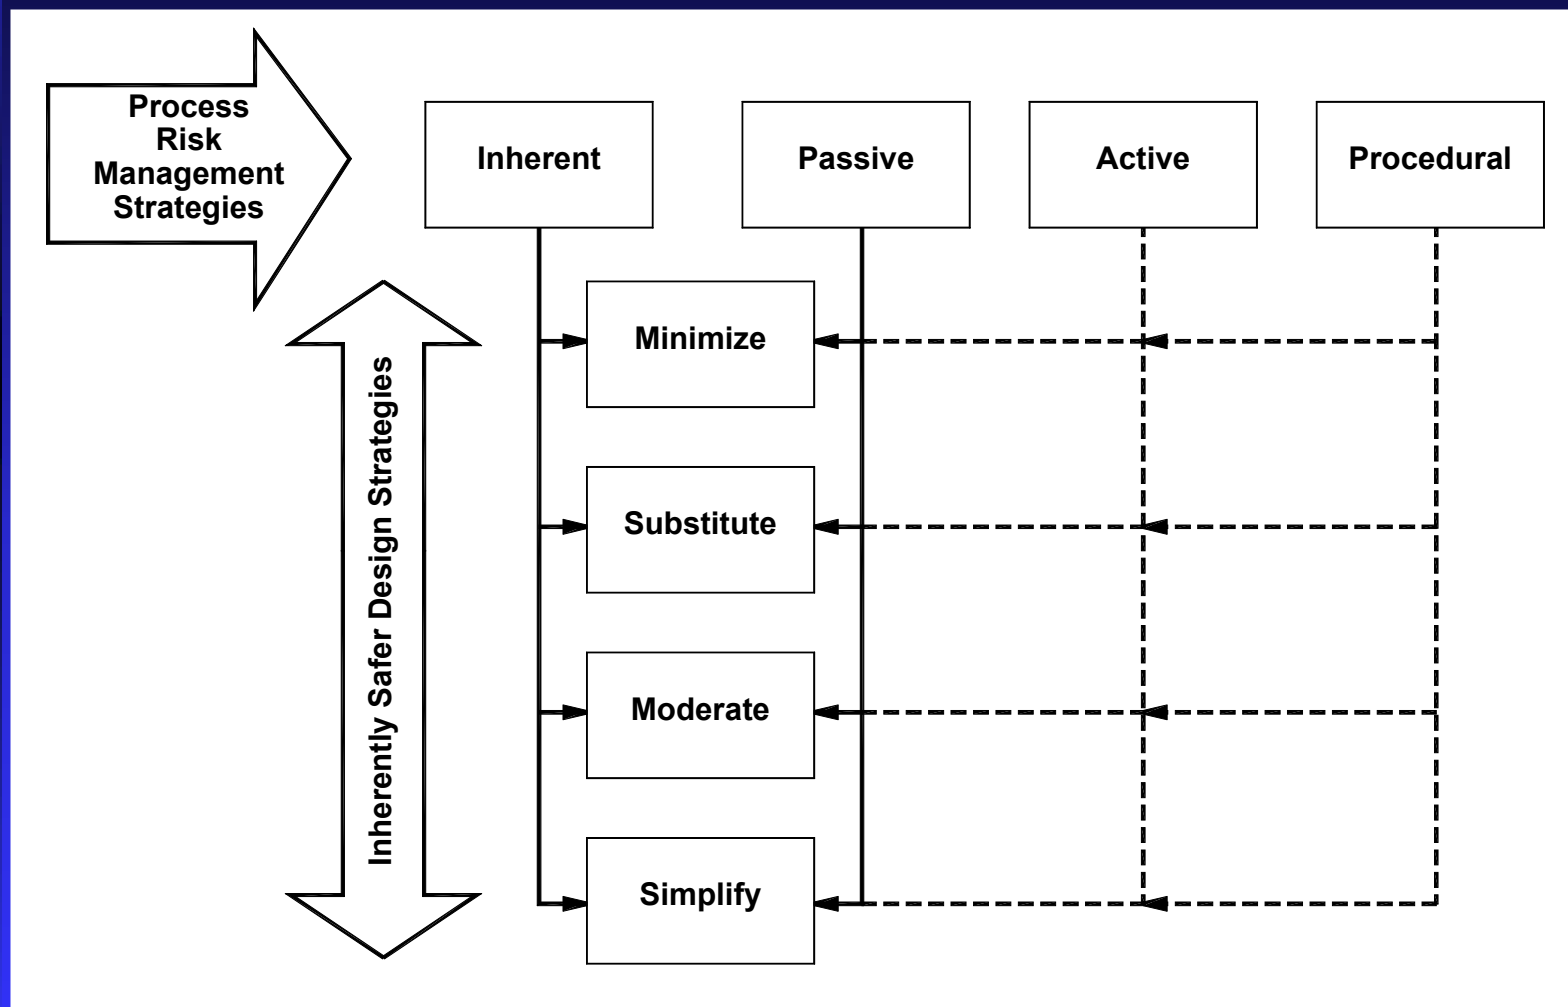 Process
Risk
Management
Strategies
Inherent
Passive
Active
Procedural
Inherently Safer Design Strategies
Minimize
Substitute
Moderate
Simplify